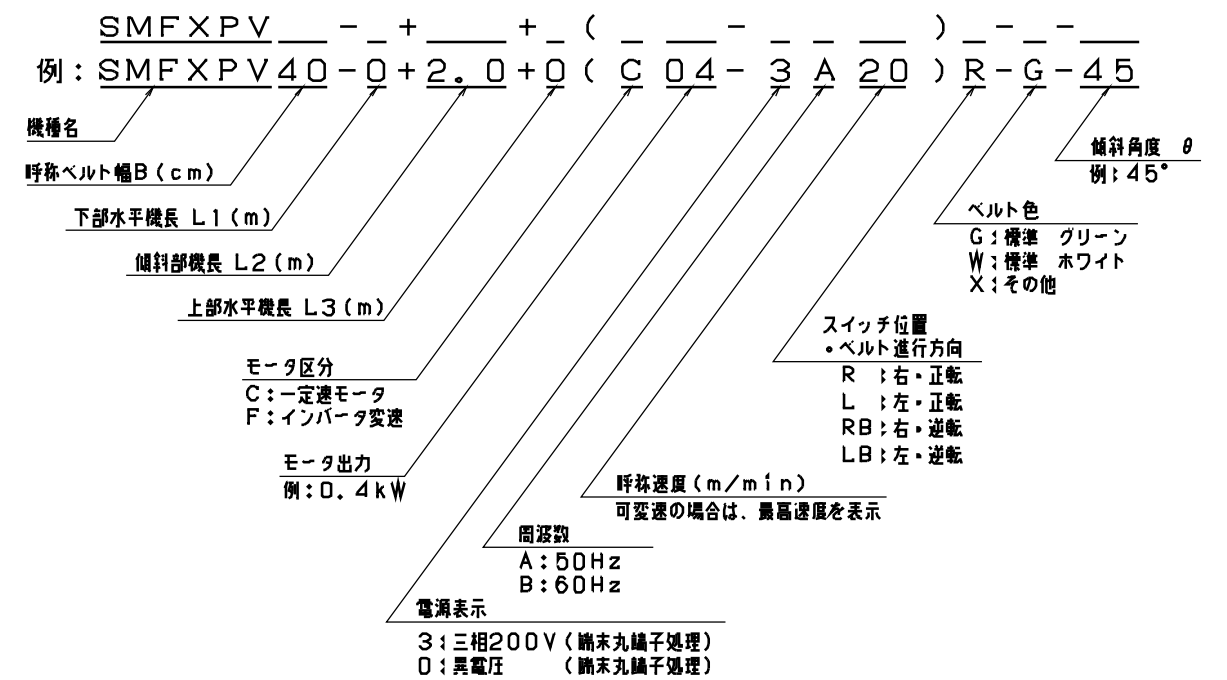 SMFXPV__-_+___+_(_ __-_ _ __)_-_-__
例：SMFXPV40-0+2.0+0(C 04-3 A 20)R-G-45
機種名
呼称ベルト幅B(cm)
下部水平機長 L1(m)
傾斜部機長 L2(m)
上部水平機長 L3(m)
モータ区分
C：一定速モータ
F：インバータ変速
モータ出力
例：0.4kW
電源表示
3：三相200V(端末丸端子処理)
0：異電圧 (端末丸端子処理)
周波数
A：50Hz
B：60Hz
呼称速度(m/min)
可変速の場合は、最高速度を表示
スイッチ位置
・ベルト進行方向
R ：右・正転
L ：左・正転
RB：右・逆転
LB：左・逆転
ベルト色
G：標準 グリーン
W：標準 ホワイト
X：その他
傾斜角度 θ
例：45°